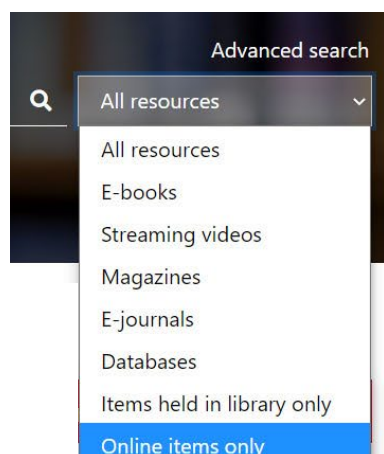 Advanced search
All resources
All resources
E-books
Streaming videos
Magazines
E-journals
Databases
Items held in library only
Online items only